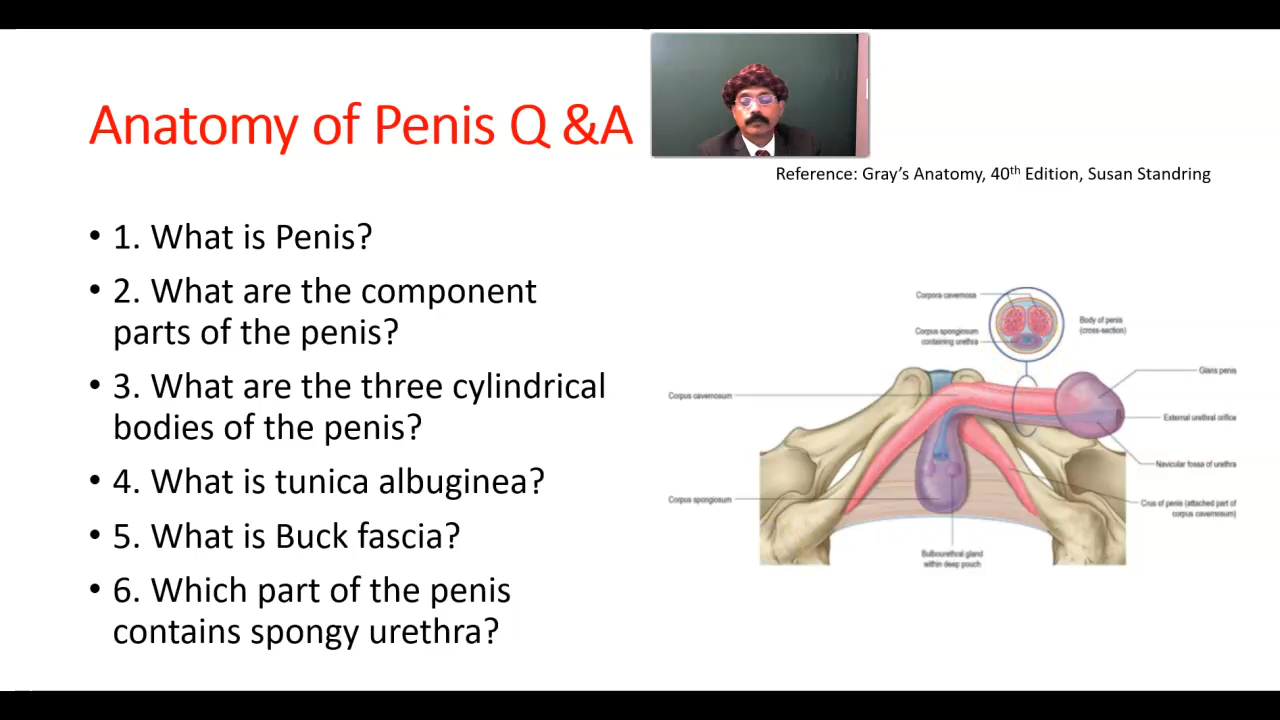 Anatomy of Penis Q &A
Reference: Gray's Anatomy, 40th Edition, Susan Standring
• 1. What is Penis?
• 2. What are the component
parts of the penis?
• 3. What are the three cylindrical
bodies of the penis?
• 4. What is tunica albuginea?
• 5. What is Buck fascia?
• 6. Which part of the penis
contains spongy urethra?
Corpora cavernosa
Corpus spongiosum
containing urethra
Body of penis
(cross-section)
Corpus cavernosum
Glans penis
External urethral orifice
Navicular fossa of urethra
Corpus spongiosum
Crus of penis (attached part of
corpus cavernosum)
Bulbourethral gland
within deep pouch